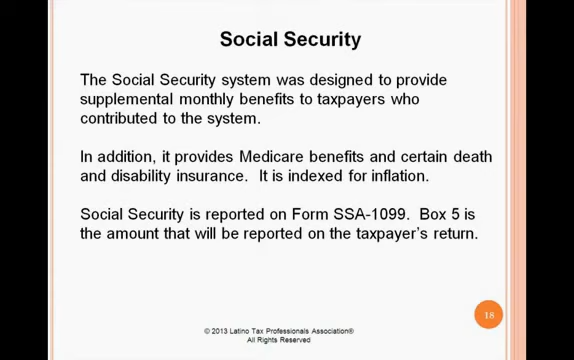 Social Security
The Social Security system was designed to provide
supplemental monthly benefits to taxpayers who
contributed to the system.
In addition, it provides Medicare benefits and certain death
and disability insurance.  It is indexed for inflation.
Social Security is reported on Form SSA-1099.  Box 5 is
the amount that will be reported on the taxpayer's return.
18
© 2013 Latino Tax Professionals Association®
All Rights Reserved